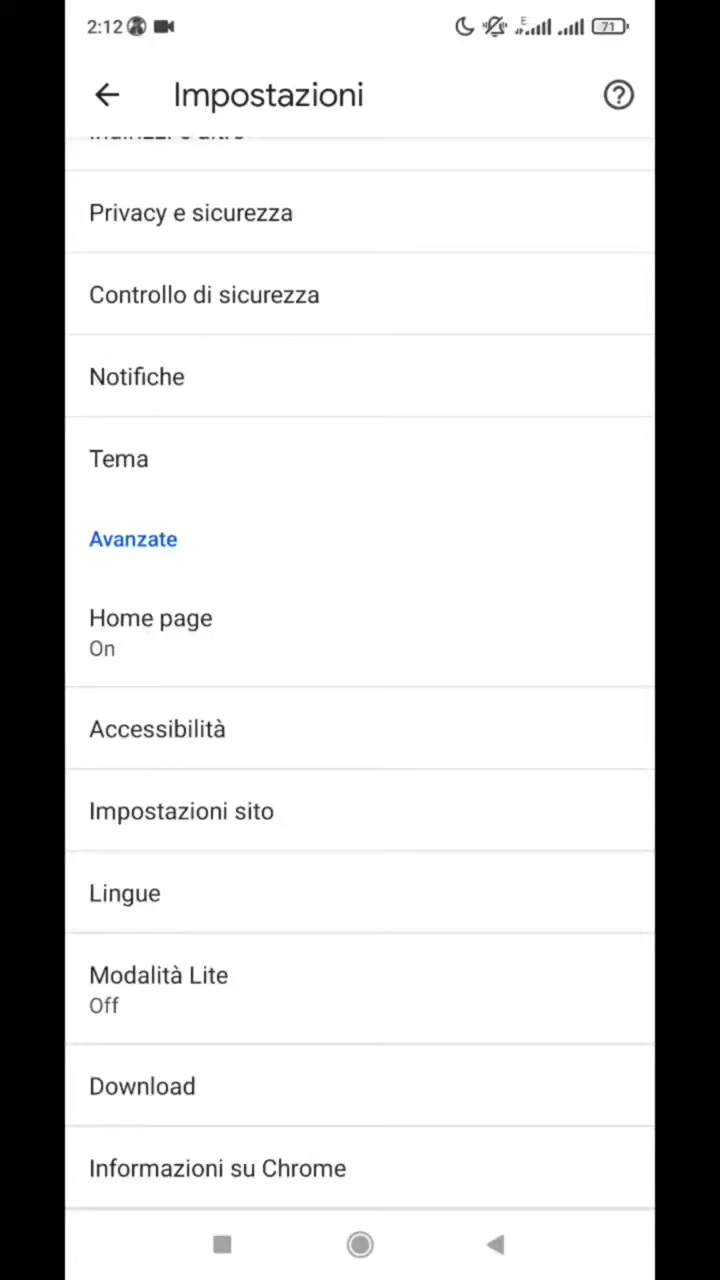 2:12
E
71
Impostazioni
Privacy e sicurezza
Controllo di sicurezza
Notifiche
Tema
Avanzate
Home page
On
Accessibilità
Impostazioni sito
Lingue
Modalità Lite
Off
Download
Informazioni su Chrome